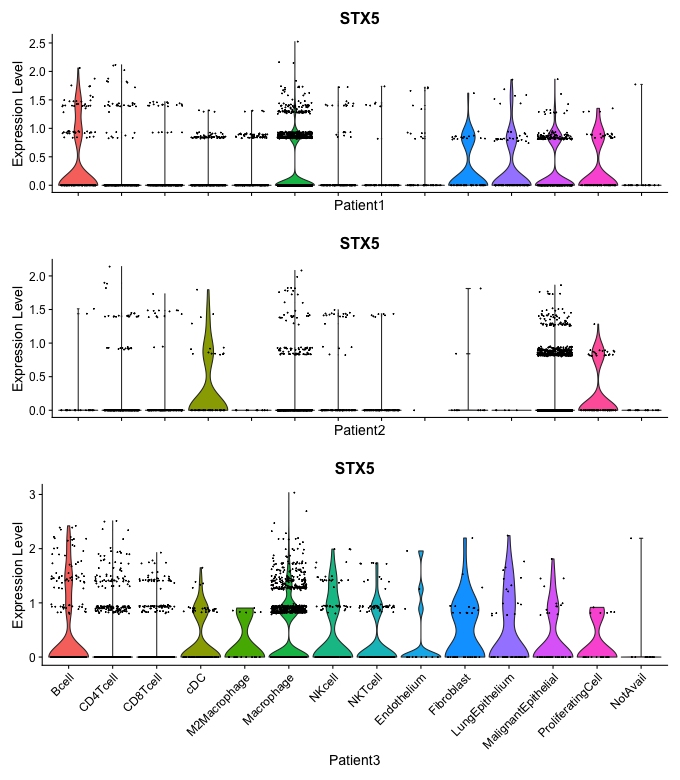 STX5
Expression Level
2.5
2.0
1.5
1.0
0.5
0.0
Patient1
STX5
Expression Level
2.0
1.5
1.0
0.5
0.0
Patient2
STX5
Expression Level
3
2
1
0
Bcell
CD4Tcell
CD8Tcell
cDC
M2Macrophage
Macrophage
NKcell
NKTcell
Endothelium
Fibroblast
LungEpithelium
MalignantEpithelial
ProliferatingCell
NotAvail
Patient3